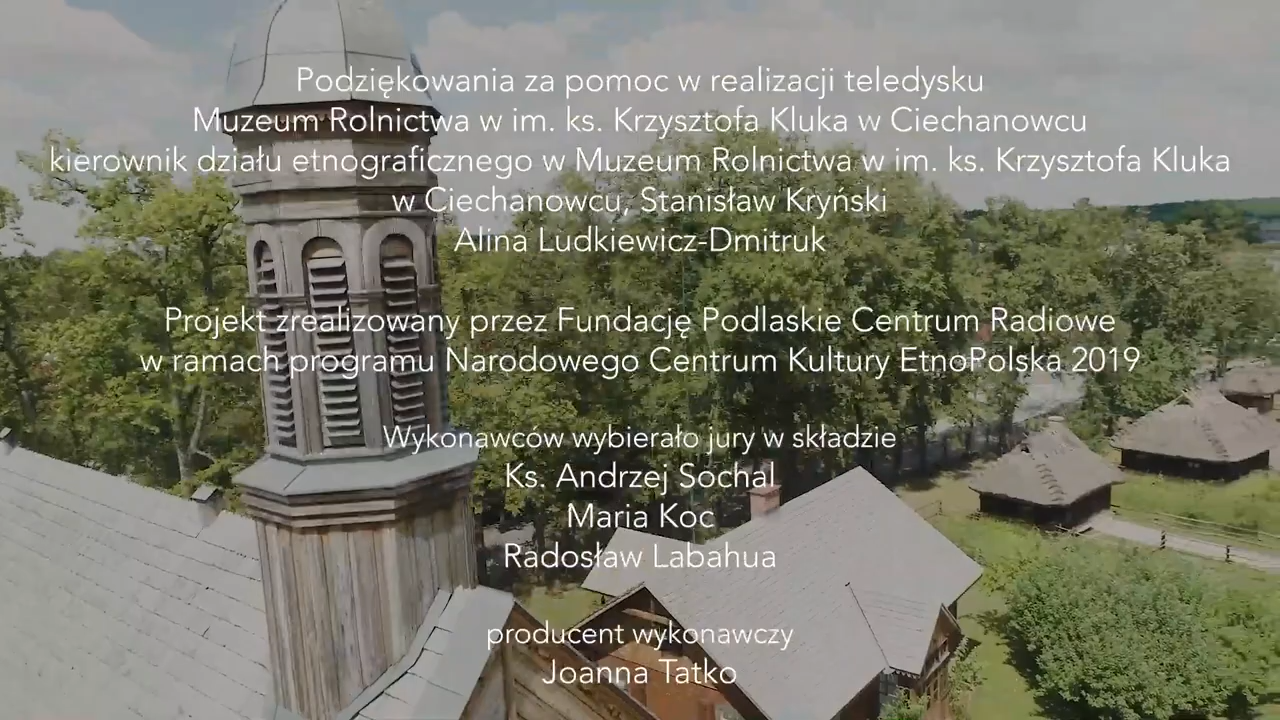 Podziękowania za pomoc w realizacji teledysku
Muzeum Rolnictwa w im. ks. Krzysztofa Kluka w Ciechanowcu
kierownik działu etnograficznego w Muzeum Rolnictwa w im. ks. Krzysztofa Kluka
w Ciechanowcu, Stanisław Kryński
Alina Ludkiewicz-Dmitruk
Projekt zrealizowany przez Fundację Podlaskie Centrum Radiowe
w ramach programu Narodowego Centrum Kultury EtnoPolska 2019
Wykonawców wybierało jury w składzie
Ks. Andrzej Sochal
Maria Koc
Radosław Labahua
producent wykonawczy
Joanna Tatko